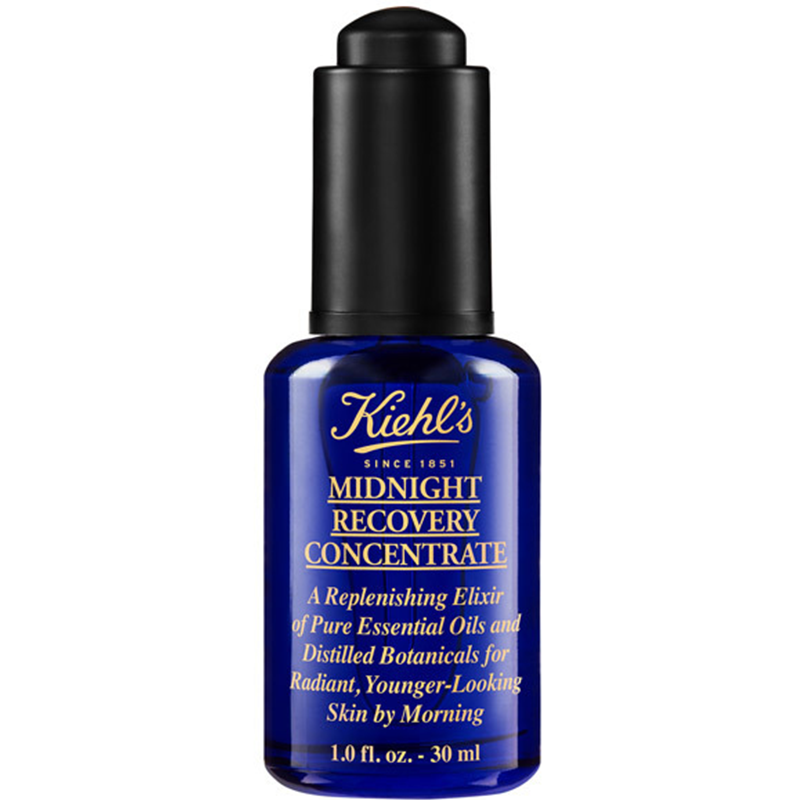 Kiehl's
SINCE 1851
MIDNIGHT
RECOVERY
CONCENTRATE
A Replenishing Elixir
of Pure Essential Oils and
Distilled Botanicals for
Radiant, Younger-Looking
Skin by Morning
1.0 fl. oz. - 30 ml